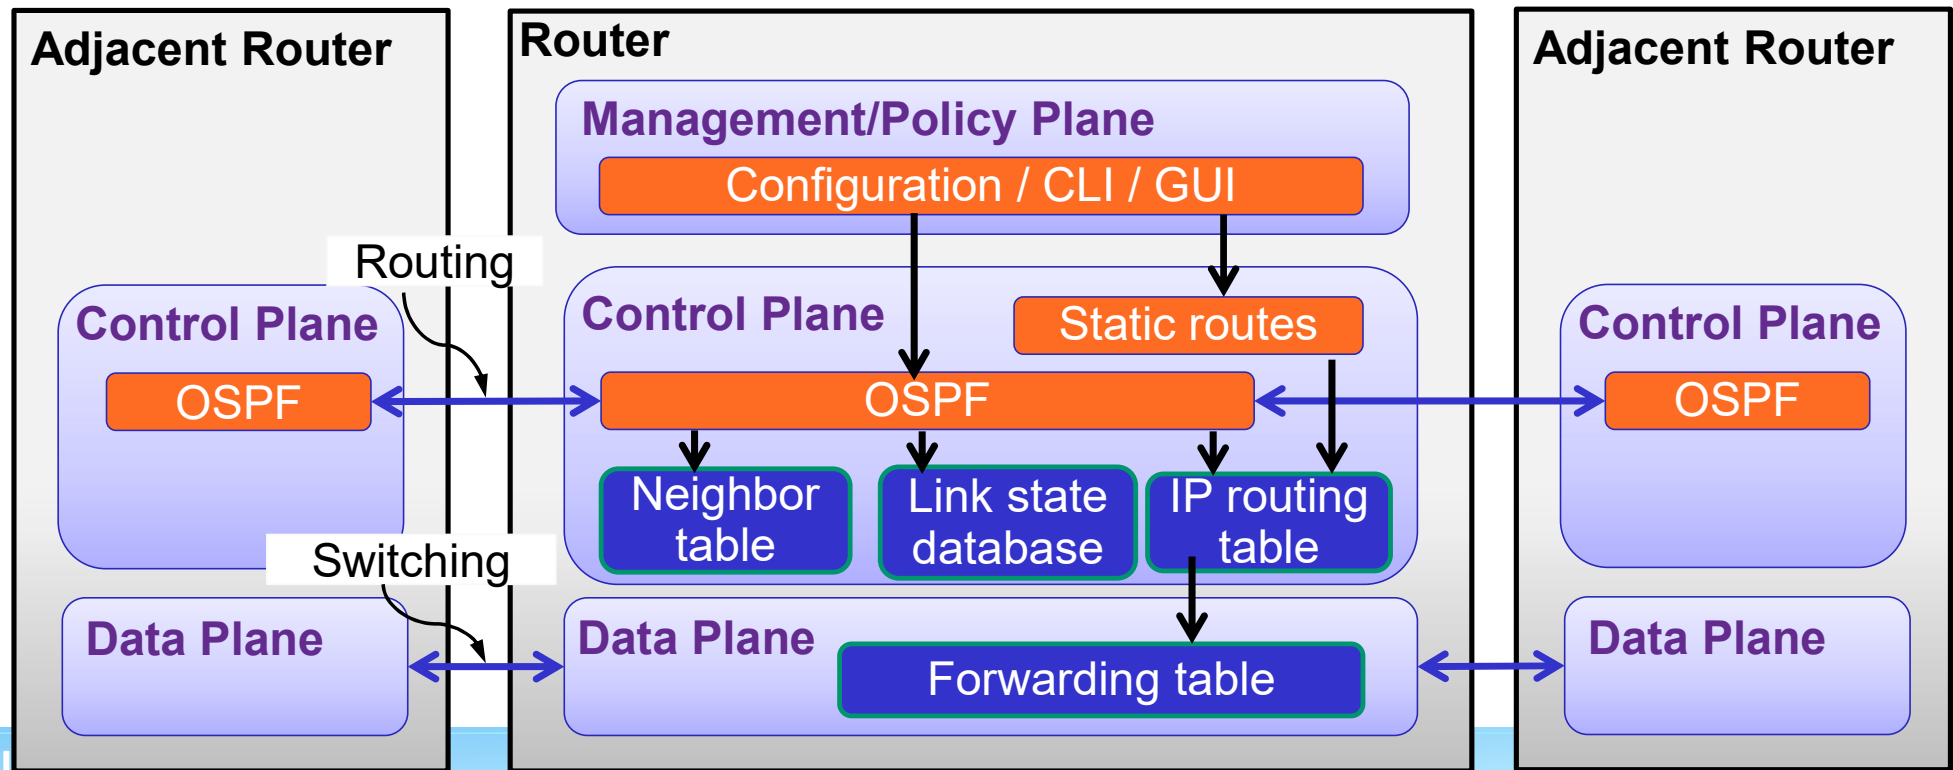 Adjacent Router
Router
Adjacent Router
Management/Policy Plane
Configuration / CLI / GUI
Routing
Control Plane
OSPF
Control Plane
Static routes
OSPF
Neighbor
table
Link state
database
IP routing
table
Control Plane
OSPF
Switching
Data Plane
Data Plane
Forwarding table
Data Plane